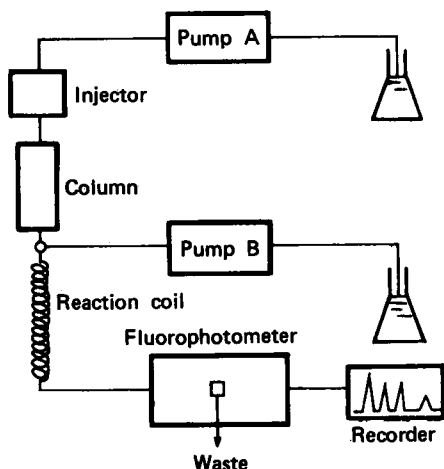 Pump A
Injector
Column
Pump B
Reaction coil
Fluorophotometer
Recorder
Waste